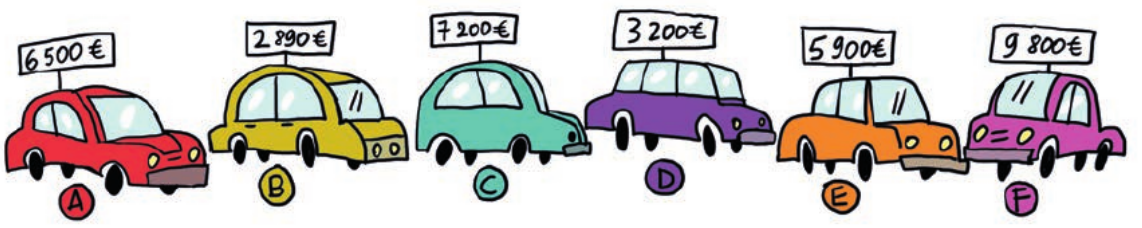 6 500 €
2 890 €
7 200 €
3 200 €
5 900 €
9 800 €
A
B
C
D
E
F